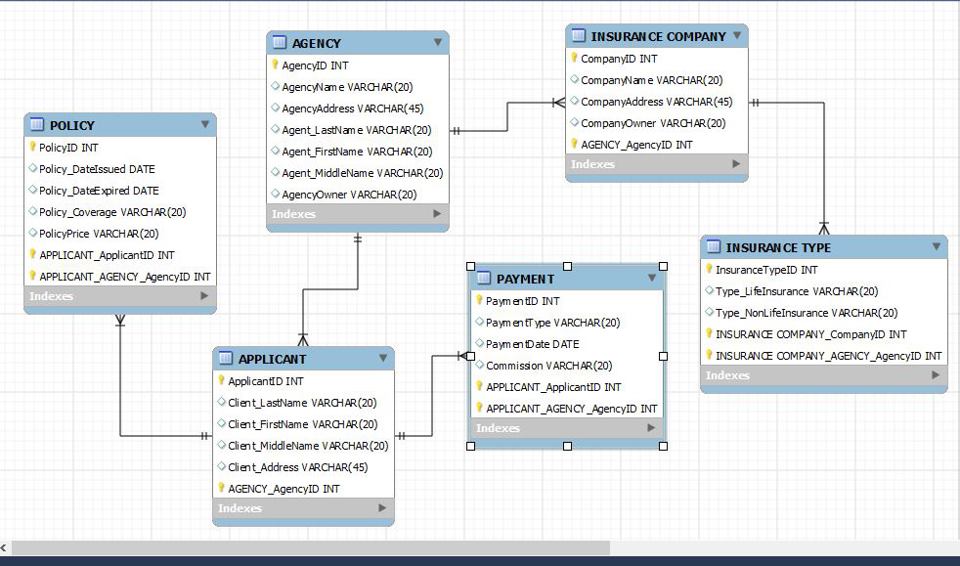 AGENCY
AgencyID INT
AgencyName VARCHAR(20)
AgencyAddress VARCHAR(45)
Agent_LastName VARCHAR(20)
Agent_FirstName VARCHAR(20)
Agent_MiddleName VARCHAR(20)
AgencyOwner VARCHAR(20)
Indexes
INSURANCE COMPANY
CompanyID INT
CompanyName VARCHAR(20)
CompanyAddress VARCHAR(45)
CompanyOwner VARCHAR(20)
AGENCY_AgencyID INT
Indexes
POLICY
PolicyID INT
Policy_DateIssued DATE
Policy_DateExpired DATE
Policy_Coverage VARCHAR(20)
PolicyPrice VARCHAR(20)
APPLICANT_ApplicantID INT
APPLICANT_AGENCY_AgencyID INT
Indexes
INSURANCE TYPE
InsuranceTypeID INT
Type_LifeInsurance VARCHAR(20)
Type_NonLifeInsurance VARCHAR(20)
INSURANCE COMPANY_CompanyID INT
INSURANCE COMPANY_AGENCY_AgencyID INT
Indexes
PAYMENT
PaymentID INT
PaymentType VARCHAR(20)
PaymentDate DATE
Commission VARCHAR(20)
APPLICANT_ApplicantID INT
APPLICANT_AGENCY_AgencyID INT
Indexes
APPLICANT
ApplicantID INT
Client_LastName VARCHAR(20)
Client_FirstName VARCHAR(20)
Client_MiddleName VARCHAR(20)
Client_Address VARCHAR(45)
AGENCY_AgencyID INT
Indexes